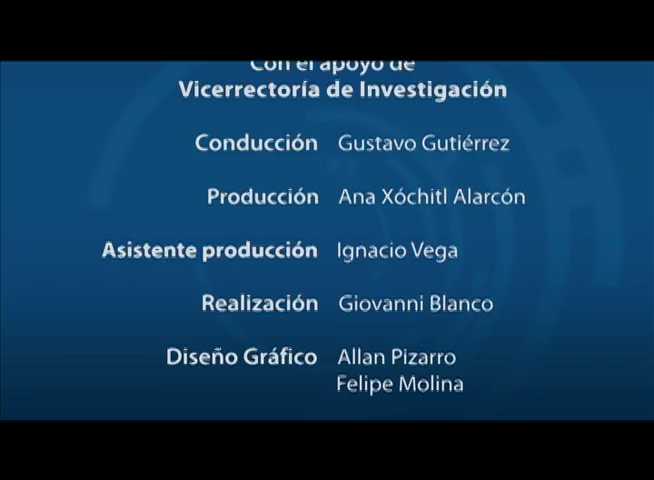 Con el apoyo de
Vicerrectoría de Investigación
Conducción Gustavo Gutiérrez
Producción Ana Xóchitl Alarcón
Asistente producción Ignacio Vega
Realización Giovanni Blanco
Diseño Gráfico Allan Pizarro
Felipe Molina